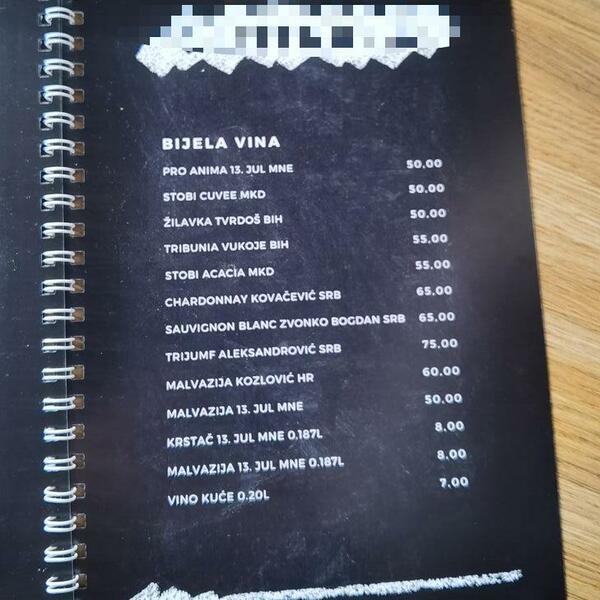 BIJELA VINA
PRO ANIMA 13. JUL MNE 50,00
STOBI CUVEE MKD 50,00
ŽILAVKA TVRDOŠ BIH 50,00
TRIBUNIA VUKOJE BIH 55,00
STOBI ACACIA MKD 55,00
CHARDONNAY KOVAČEVIĆ SRB 65,00
SAUVIGNON BLANC ZVONKO BOGDAN SRB 65,00
TRIJUMF ALEKSANDROVIĆ SRB 75,00
MALVAZIJA KOZLOVIĆ HR 60,00
MALVAZIJA 13. JUL MNE 50,00
KRSTAČ 13. JUL MNE 0.187L 8,00
MALVAZIJA 13. JUL MNE 0.187L 8,00
VINO KUĆE 0.20L 7,00